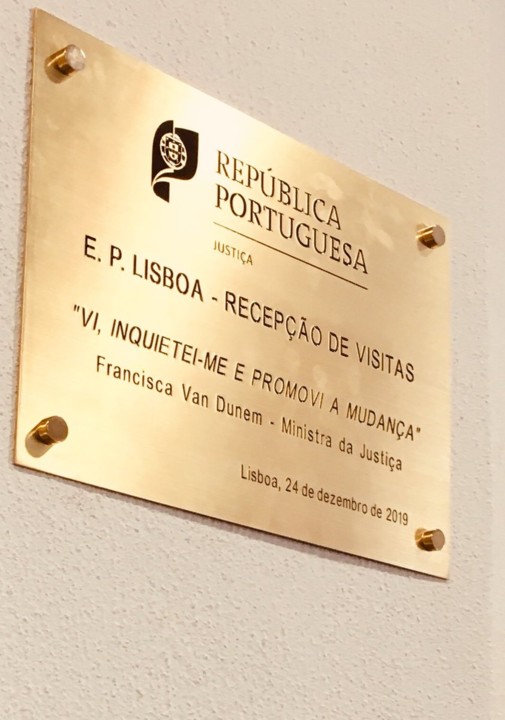 REPÚBLICA
PORTUGUESA
JUSTIÇA
E. P. LISBOA - RECEPÇÃO DE VISITAS
"VI, INQUIETEI-ME E PROMOVI A MUDANÇA"
Francisca Van Dunem - Ministra da Justiça
Lisboa, 24 de dezembro de 2019